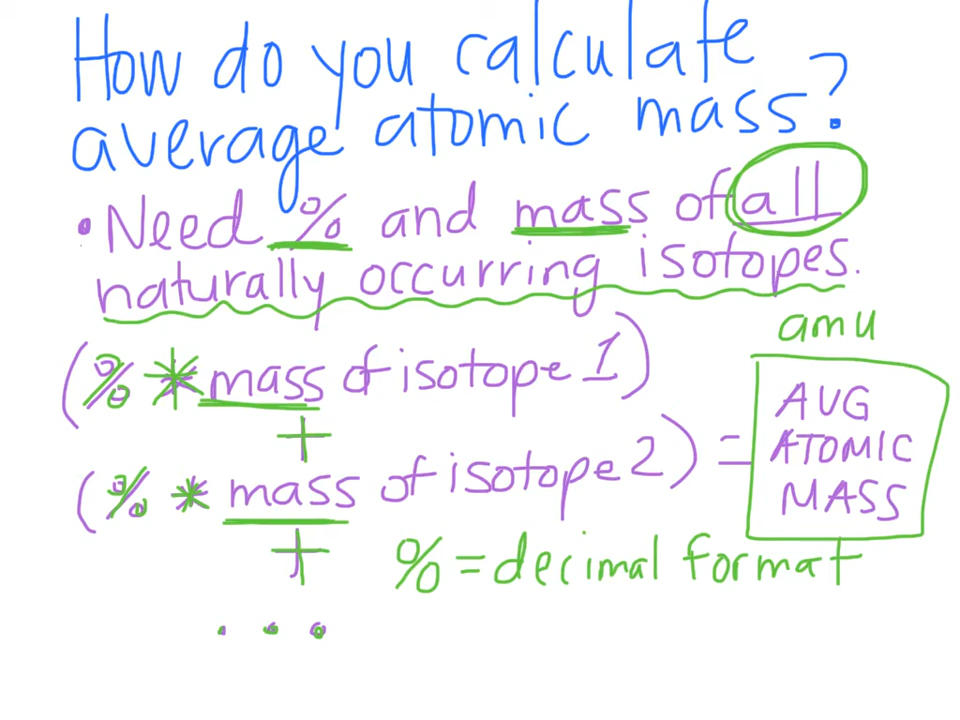 How do you calculate
average atomic mass?
• Need % and mass of all
naturally occurring isotopes.
amu
(% * mass of isotope 1)
+
(% * mass of isotope 2) =
AVG
ATOMIC
MASS
+
% = decimal format
...